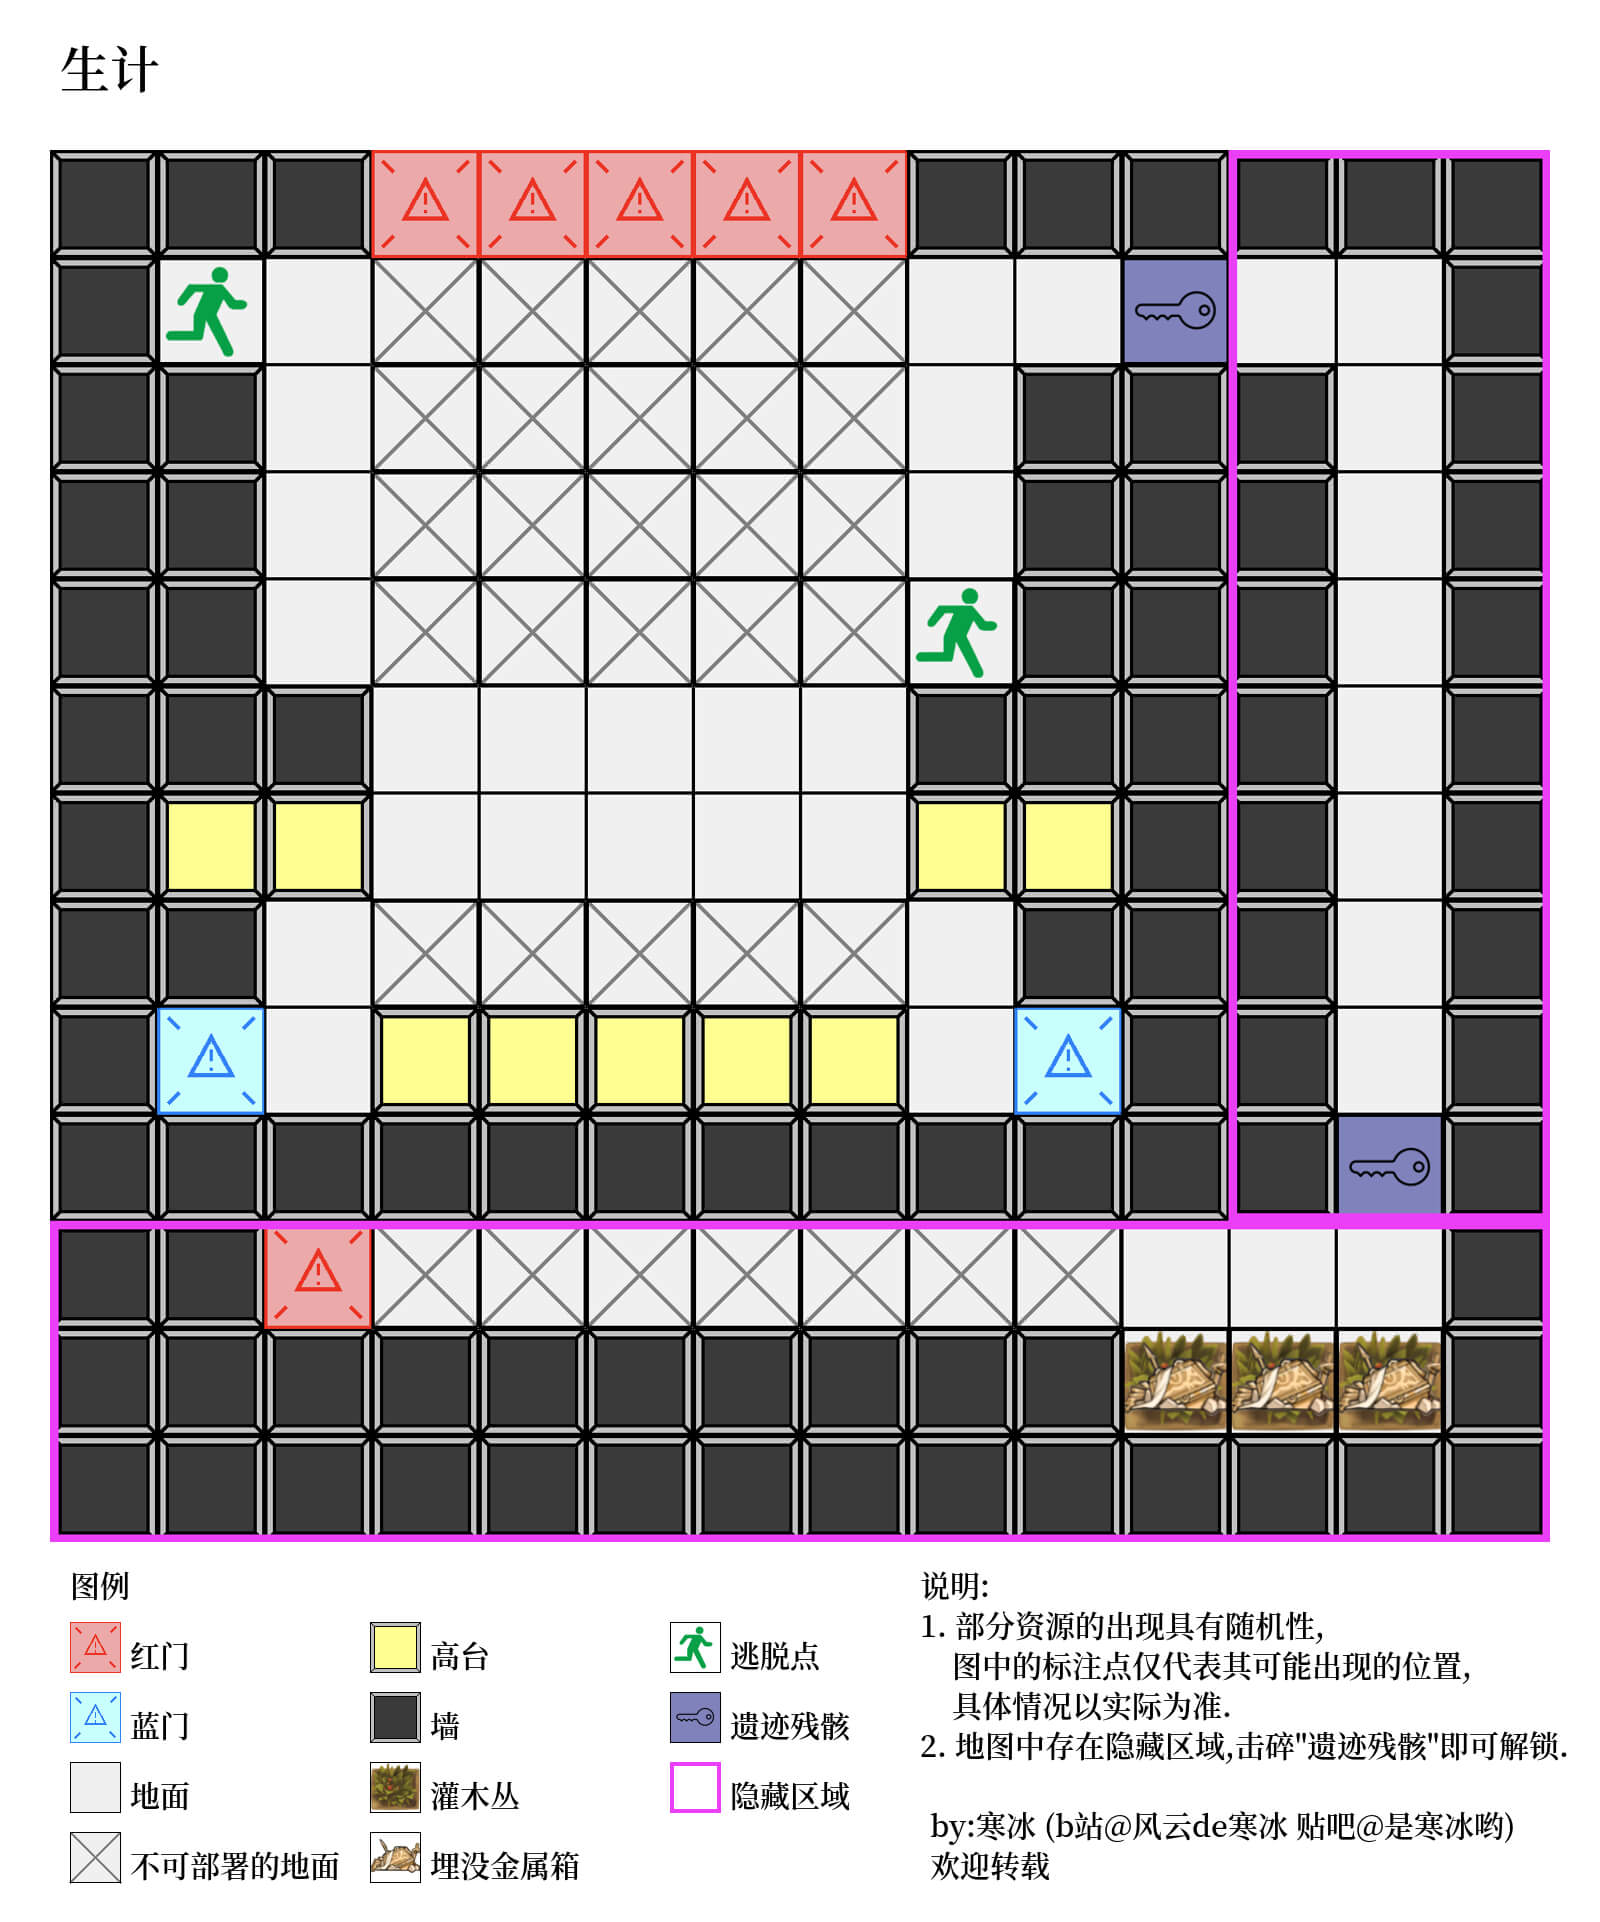 生计
图例
红门
高台
逃脱点
蓝门
墙
遗迹残骸
地面
灌木丛
隐藏区域
不可部署的地面
埋没金属箱
说明:
1. 部分资源的出现具有随机性,
图中的标注点仅代表其可能出现的位置,
具体情况以实际为准.
2. 地图中存在隐藏区域,击碎"遗迹残骸"即可解锁.
by:寒冰 (b站@风云de寒冰 贴吧@是寒冰哟)
欢迎转载